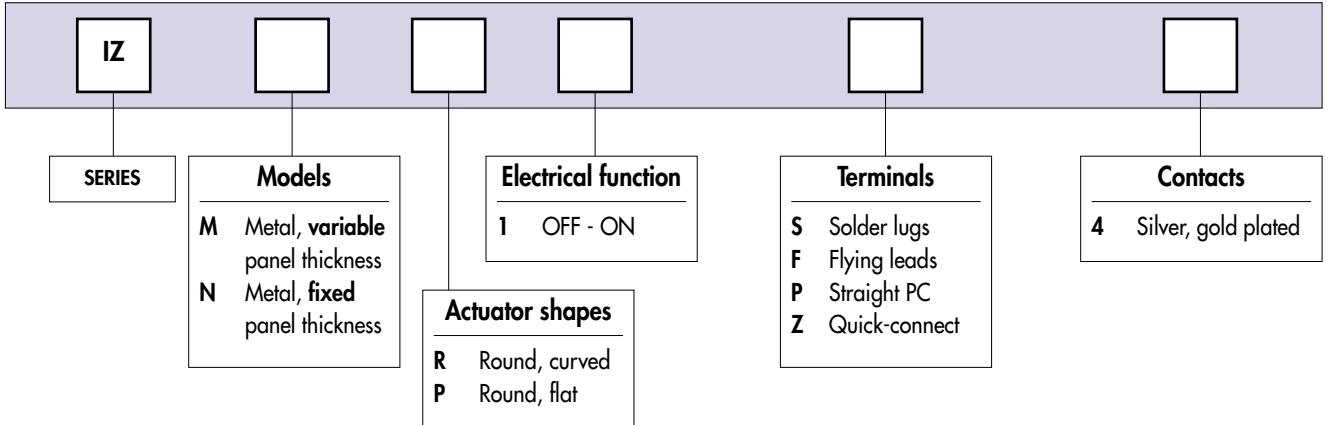 IZ
SERIES
Models
M Metal, variable
panel thickness
N Metal, fixed
panel thickness
Actuator shapes
R Round, curved
P Round, flat
Electrical function
1 OFF - ON
Terminals
S Solder lugs
F Flying leads
P Straight PC
Z Quick-connect
Contacts
4 Silver, gold plated